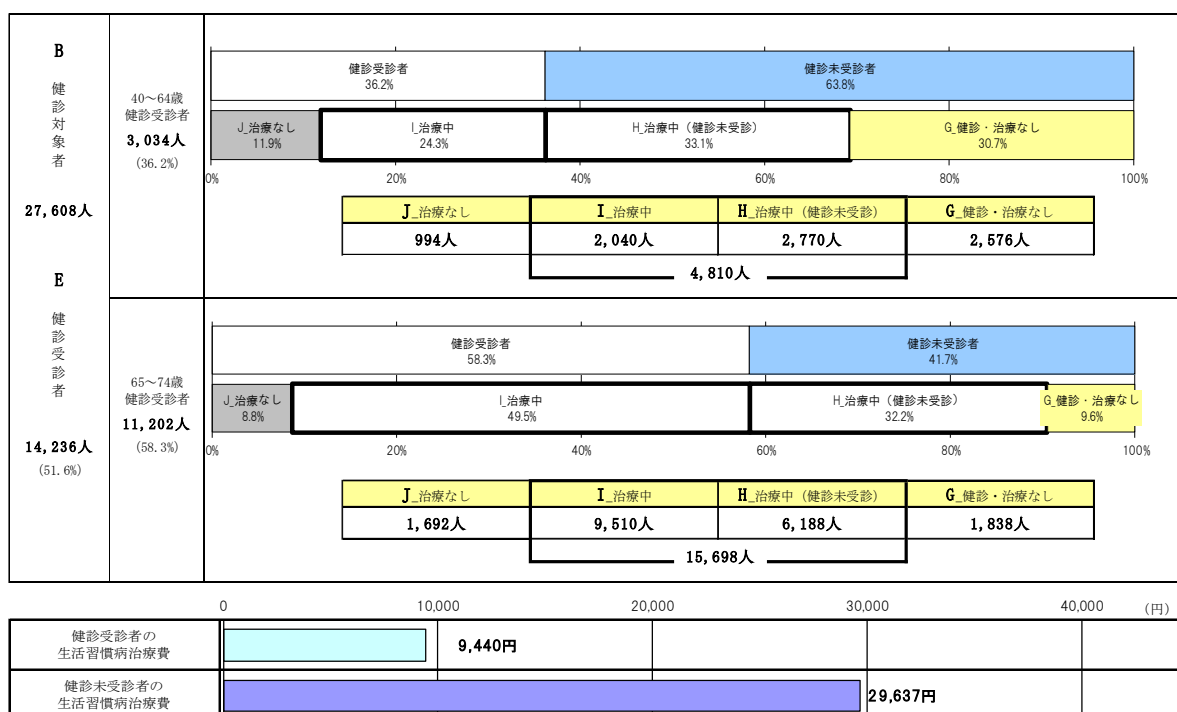 B
健診対象者
27,608人
E
健診受診者
14,236人
(51.6%)
40～64歳
健診受診者
3,034人
(36.2%)
健診受診者
36.2%
健診未受診者
63.8%
J_治療なし
11.9%
I_治療中
24.3%
H_治療中（健診未受診）
33.1%
G_健診・治療なし
30.7%
0% 20% 40% 60% 80% 100%
J_治療なし I_治療中 H_治療中（健診未受診） G_健診・治療なし
994人 2,040人 2,770人 2,576人
4,810人
65～74歳
健診受診者
11,202人
(58.3%)
健診受診者
58.3%
健診未受診者
41.7%
J_治療なし
8.8%
I_治療中
49.5%
H_治療中（健診未受診）
32.2%
G_健診・治療なし
9.6%
0% 20% 40% 60% 80% 100%
J_治療なし I_治療中 H_治療中（健診未受診） G_健診・治療なし
1,692人 9,510人 6,188人 1,838人
15,698人
0 10,000 20,000 30,000 40,000 (円)
健診受診者の
生活習慣病治療費
9,440円
健診未受診者の
生活習慣病治療費
29,637円